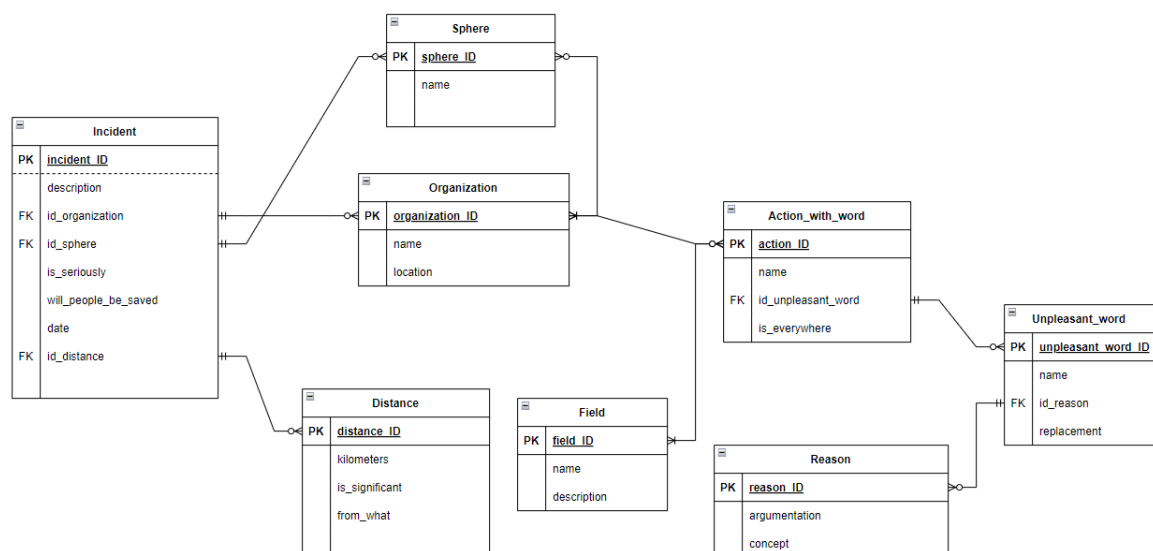 Sphere
PK sphere_ID
name
Incident
PK incident_ID
description
FK id_organization
FK id_sphere
is_seriously
will_people_be_saved
date
FK id_distance
Organization
PK organization_ID
name
location
Action_with_word
PK action_ID
name
FK id_unpleasant_word
is_everywhere
Unpleasant_word
PK unpleasant_word_ID
name
FK id_reason
replacement
Distance
PK distance_ID
kilometers
is_significant
from_what
Field
PK field_ID
name
description
Reason
PK reason_ID
argumentation
concept